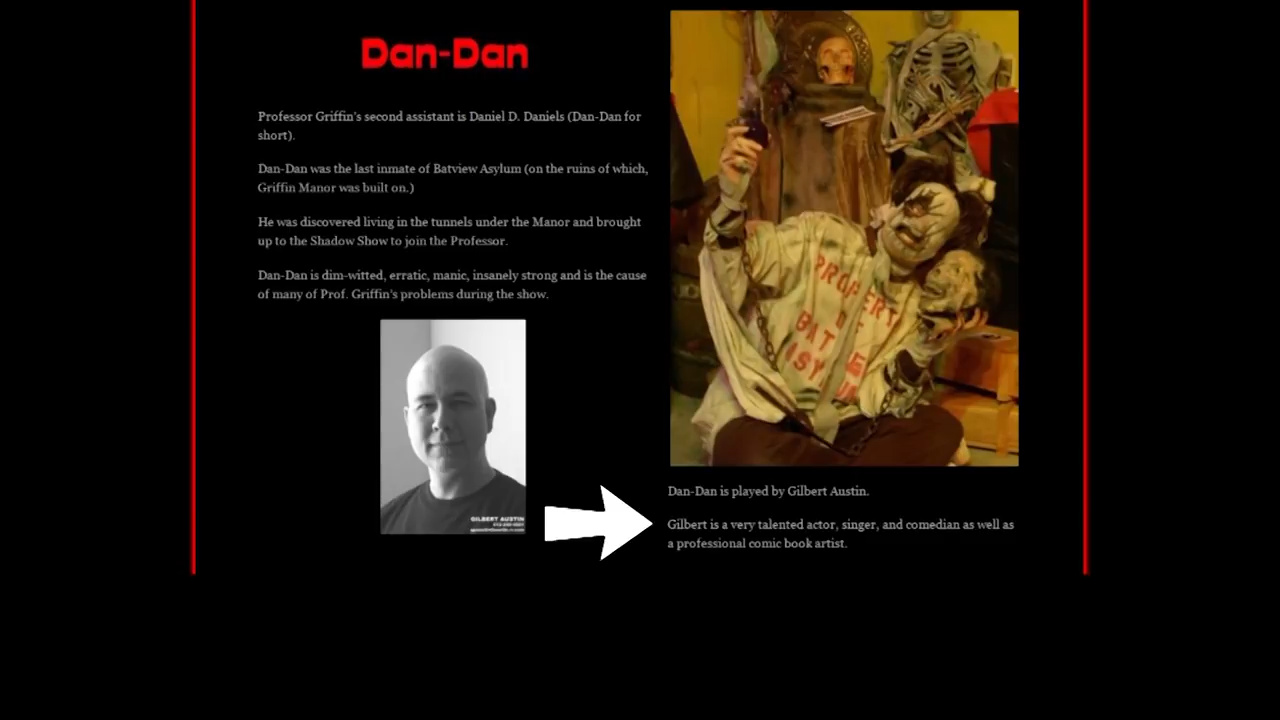 Dan-Dan
Professor Griffin's second assistant is Daniel D. Daniels (Dan-Dan for
short).
Dan-Dan was the last inmate of Batview Asylum (on the ruins of which,
Griffin Manor was built on.)
He was discovered living in the tunnels under the Manor and brought
up to the Shadow Show to join the Professor.
Dan-Dan is dim-witted, erratic, manic, insanely strong and is the cause
of many of Prof. Griffin's problems during the show.
GILBERT AUSTIN
PROPERTY
OF
BAT
ASYLUM
Dan-Dan is played by Gilbert Austin.
Gilbert is a very talented actor, singer, and comedian as well as
a professional comic book artist.